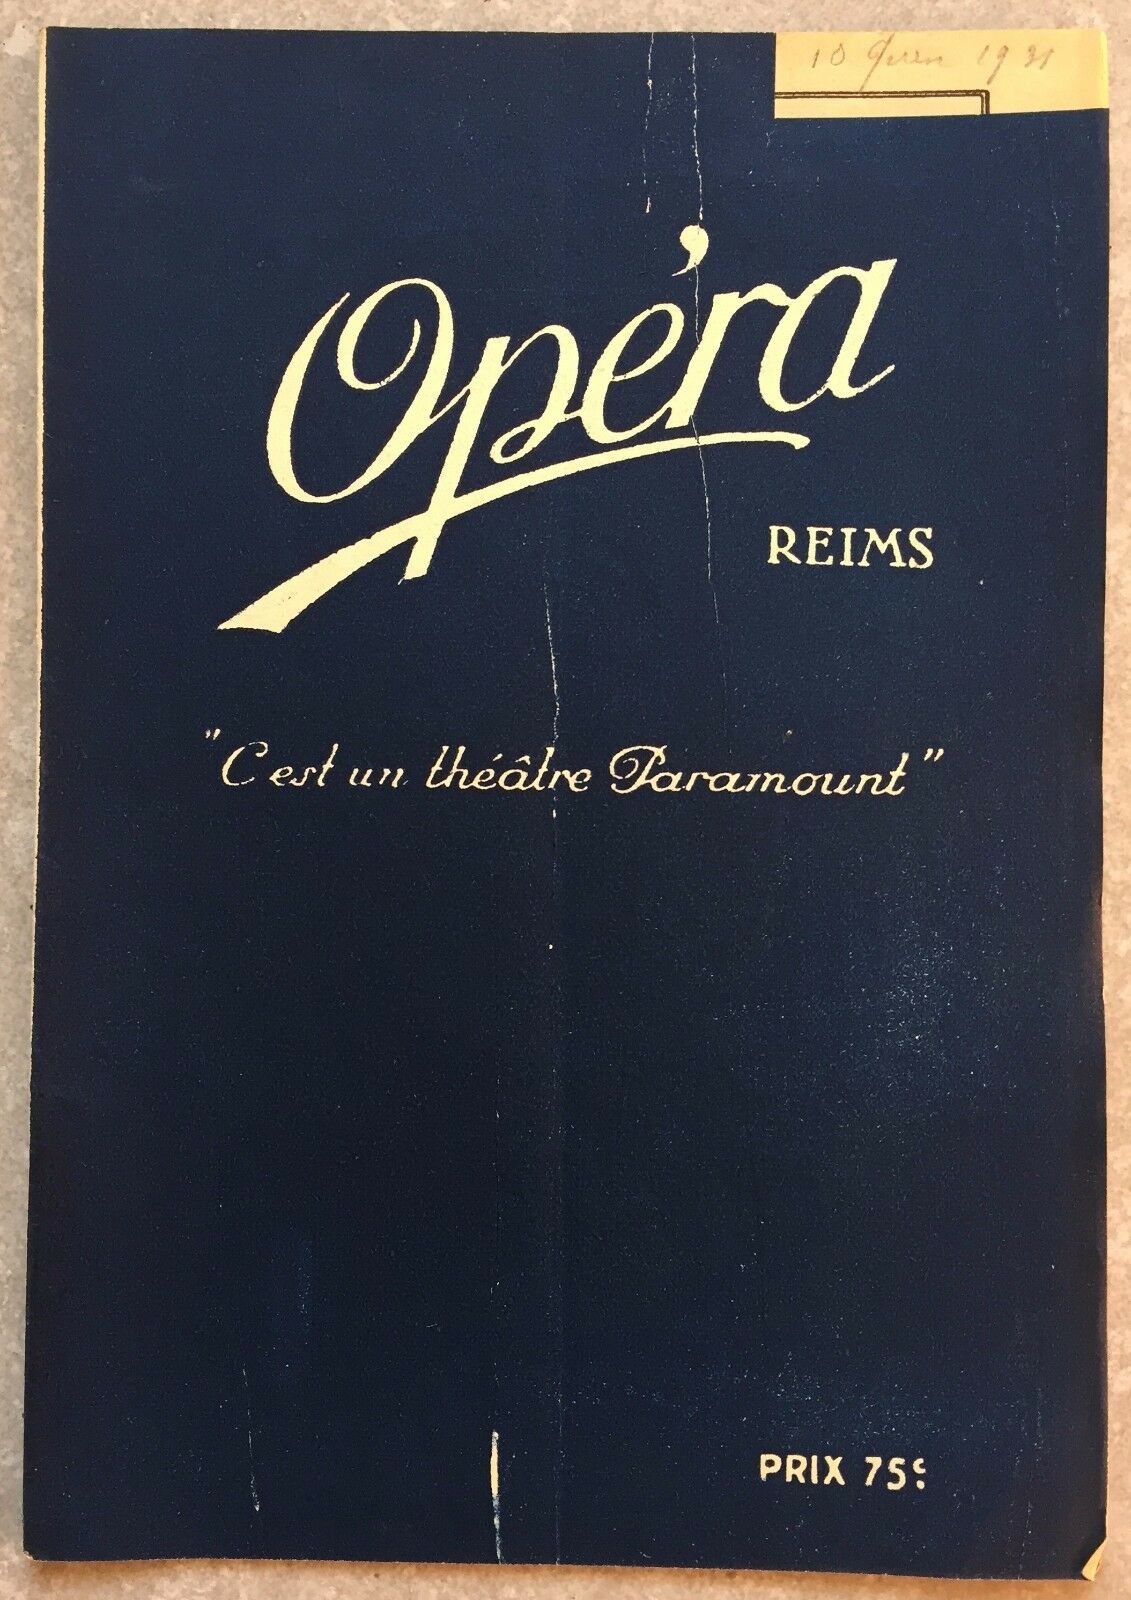 10 Juin 1931
Opéra
REIMS
"C'est un théâtre Paramount"
PRIX 75c.